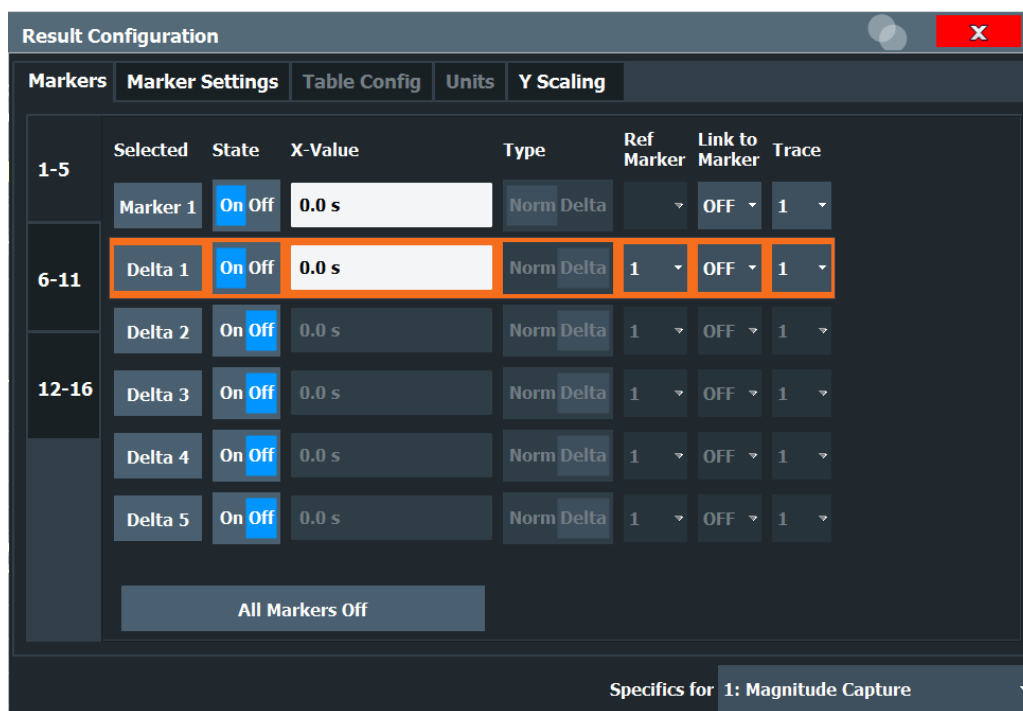 Result Configuration X
Markers Marker Settings Table Config Units Y Scaling
1-5
6-11
12-16
Selected State X-Value Type Ref Marker Link to Marker Trace
Marker 1 On Off 0.0 s Norm Delta OFF 1
Delta 1 On Off 0.0 s Norm Delta 1 OFF 1
Delta 2 On Off 0.0 s Norm Delta 1 OFF 1
Delta 3 On Off 0.0 s Norm Delta 1 OFF 1
Delta 4 On Off 0.0 s Norm Delta 1 OFF 1
Delta 5 On Off 0.0 s Norm Delta 1 OFF 1
All Markers Off
Specifics for 1: Magnitude Capture